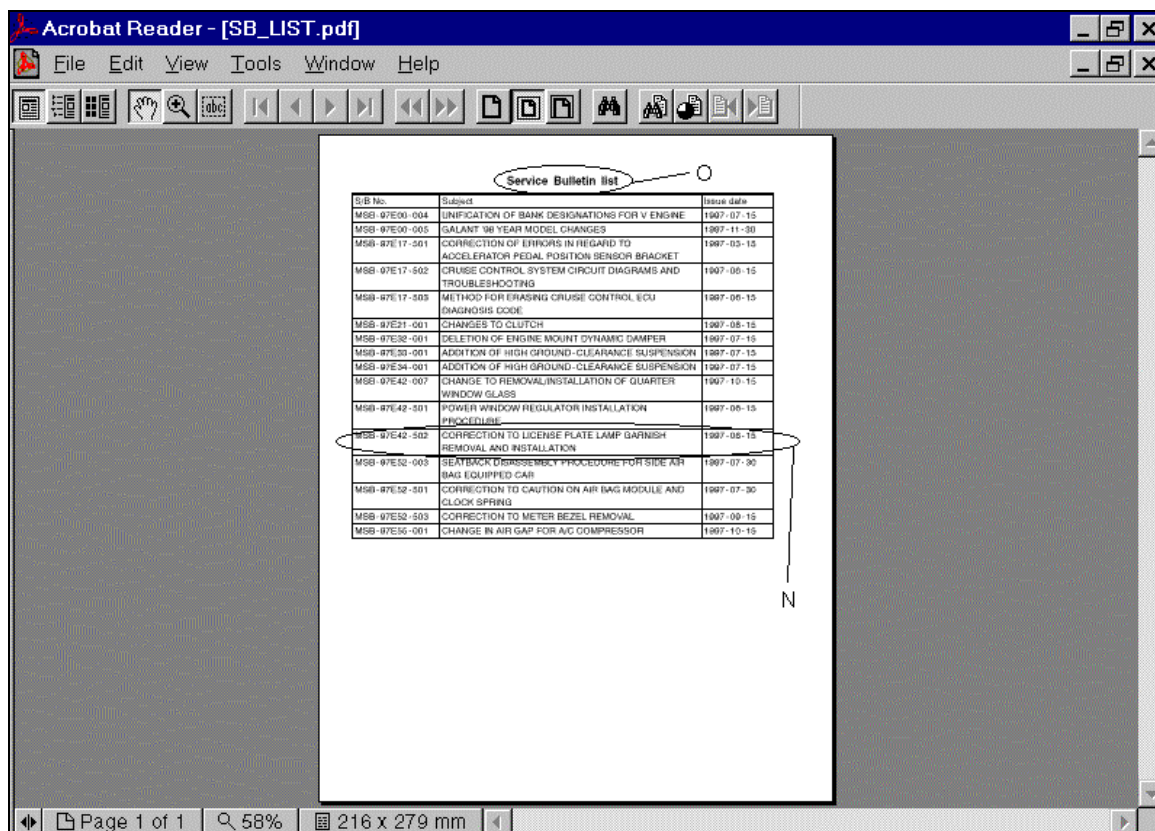 Acrobat Reader - [SB_LIST.pdf]
File Edit View Tools Window Help
abc
Service Bulletin list O
S/B No. Subject Issue date
MSB-97E00-004 UNIFICATION OF BANK DESIGNATIONS FOR V ENGINE 1997-07-15
MSB-97E00-005 GALANT '98 YEAR MODEL CHANGES 1997-11-30
MSB-97E17-501 CORRECTION OF ERRORS IN REGARD TO 1997-03-15
ACCELERATOR PEDAL POSITION SENSOR BRACKET
MSB-97E17-502 CRUISE CONTROL SYSTEM CIRCUIT DIAGRAMS AND 1997-06-15
TROUBLESHOOTING
MSB-97E17-503 METHOD FOR ERASING CRUISE CONTROL ECU 1997-06-15
DIAGNOSIS CODE
MSB-97E21-001 CHANGES TO CLUTCH
MSB-97E32-001 DELETION OF ENGINE MOUNT DYNAMIC DAMPER 1997-07-15
MSB-97E33-001 ADDITION OF HIGH GROUND-CLEARANCE SUSPENSION 1997-07-15
MSB-97E34-001 ADDITION OF HIGH GROUND-CLEARANCE SUSPENSION 1997-07-15
MSB-97E42-007 CHANGE TO REMOVAL/INSTALLATION OF QUARTER 1997-10-15
WINDOW GLASS
MSB-97E42-501 POWER WINDOW REGULATOR INSTALLATION
PROCEDURE
MSB-97E42-502 CORRECTION TO LICENSE PLATE LAMP GARNISH
REMOVAL AND INSTALLATION
MSB-97E52-003 SEATBACK DISASSEMBLY PROCEDURE FOR SIDE AIR 1997-07-30
BAG EQUIPPED CAR
MSB-97E52-501 CORRECTION TO CAUTION ON AIR BAG MODULE AND 1997-07-30
CLOCK SPRING
MSB-97E52-503 CORRECTION TO METER BEZEL REMOVAL 1997-09-15
MSB-97E55-001 CHANGE IN AIR GAP FOR A/C COMPRESSOR 1997-10-15
N
Page 1 of 1 58% 216 x 279 mm